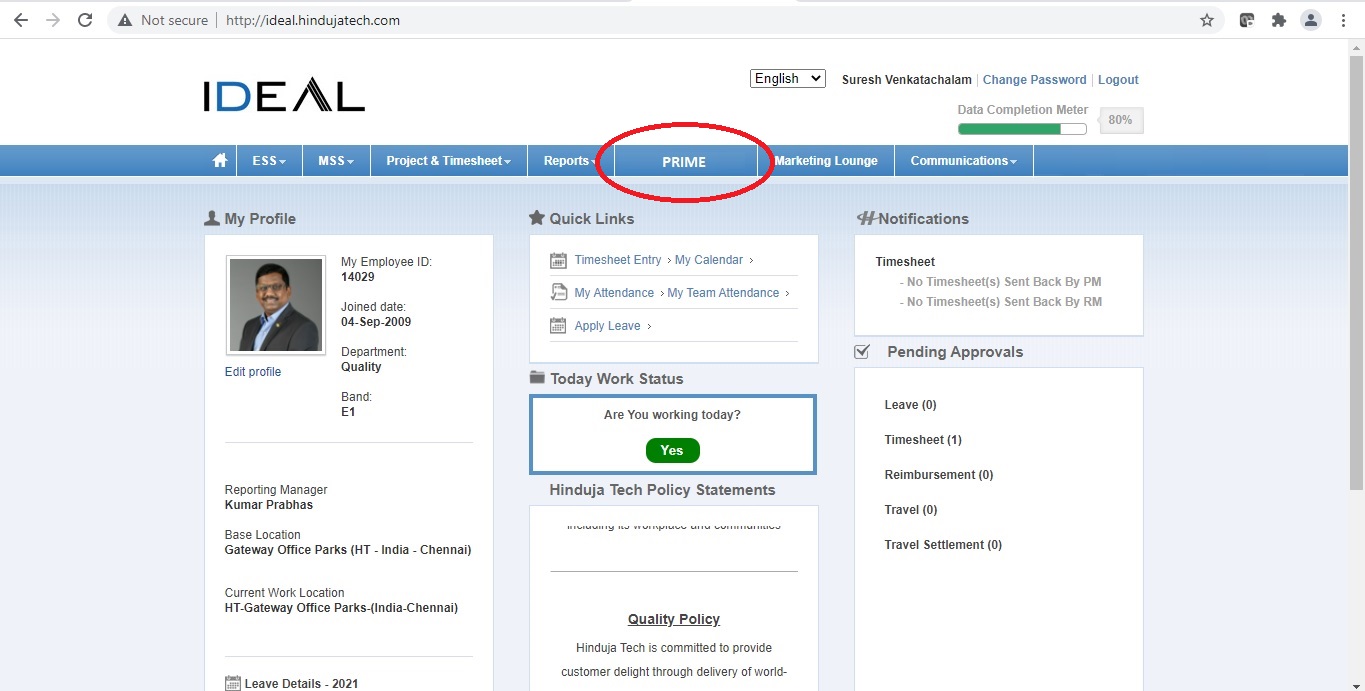 Not secure | http://ideal.hindujatech.com
English Suresh Venkatachalam | Change Password | Logout
IDEAL
Data Completion Meter 80%
ESS MSS Project & Timesheet Reports PRIME Marketing Lounge Communications
My Profile
My Employee ID:
14029
Joined date:
04-Sep-2009
Department:
Quality
Edit profile
Band:
E1
Reporting Manager
Kumar Prabhas
Base Location
Gateway Office Parks (HT - India - Chennai)
Current Work Location
HT-Gateway Office Parks-(India-Chennai)
Leave Details - 2021
Quick Links
Timesheet Entry › My Calendar ›
My Attendance › My Team Attendance ›
Apply Leave ›
Today Work Status
Are You working today?
Yes
Hinduja Tech Policy Statements
including its workplace and communities
Quality Policy
Hinduja Tech is committed to provide
customer delight through delivery of world-
Notifications
Timesheet
- No Timesheet(s) Sent Back By PM
- No Timesheet(s) Sent Back By RM
Pending Approvals
Leave (0)
Timesheet (1)
Reimbursement (0)
Travel (0)
Travel Settlement (0)